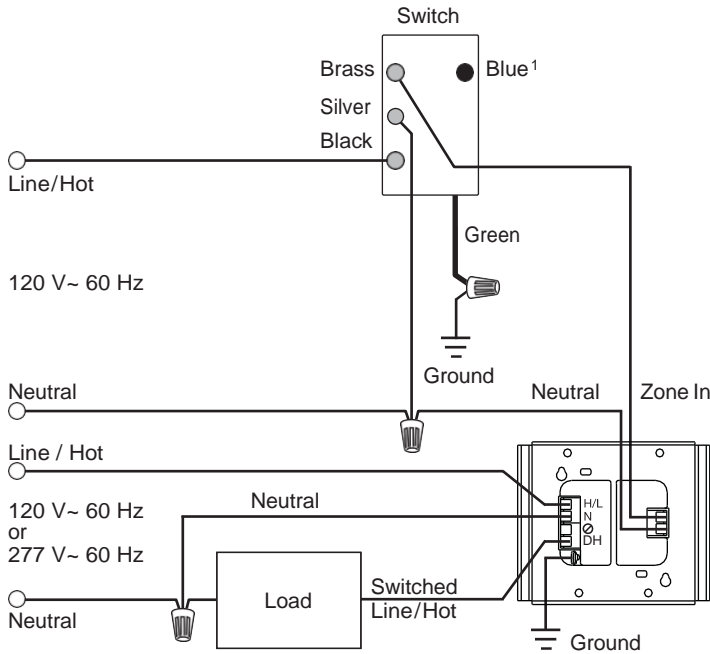 Switch
Brass
Blue¹
Silver
Black
Line/Hot
Green
120 V~ 60 Hz
Ground
Neutral
Neutral
Zone In
Line / Hot
Neutral
120 V~ 60 Hz
or
277 V~ 60 Hz
H/L
N
DH
Load
Switched
Line/Hot
Neutral
Ground